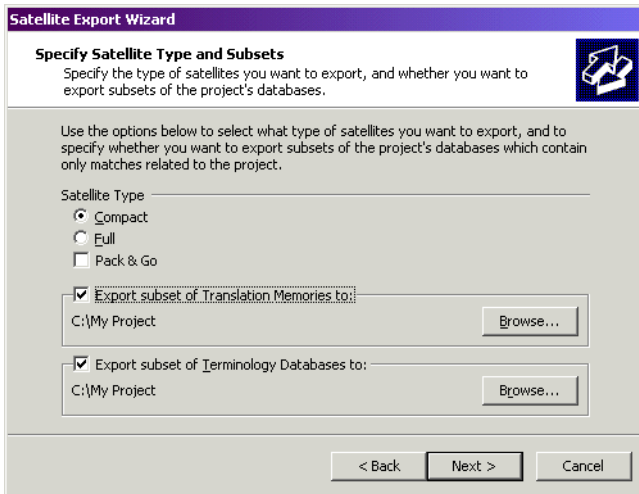 Satellite Export Wizard
Specify Satellite Type and Subsets
Specify the type of satellites you want to export, and whether you want to
export subsets of the project's databases.
Use the options below to select what type of satellites you want to export, and to
specify whether you want to export subsets of the project's databases which contain
only matches related to the project.
Satellite Type
Compact
Full
Pack & Go
Export subset of Translation Memories to:
C:\My Project
Browse...
Export subset of Terminology Databases to:
C:\My Project
Browse...
< Back Next > Cancel